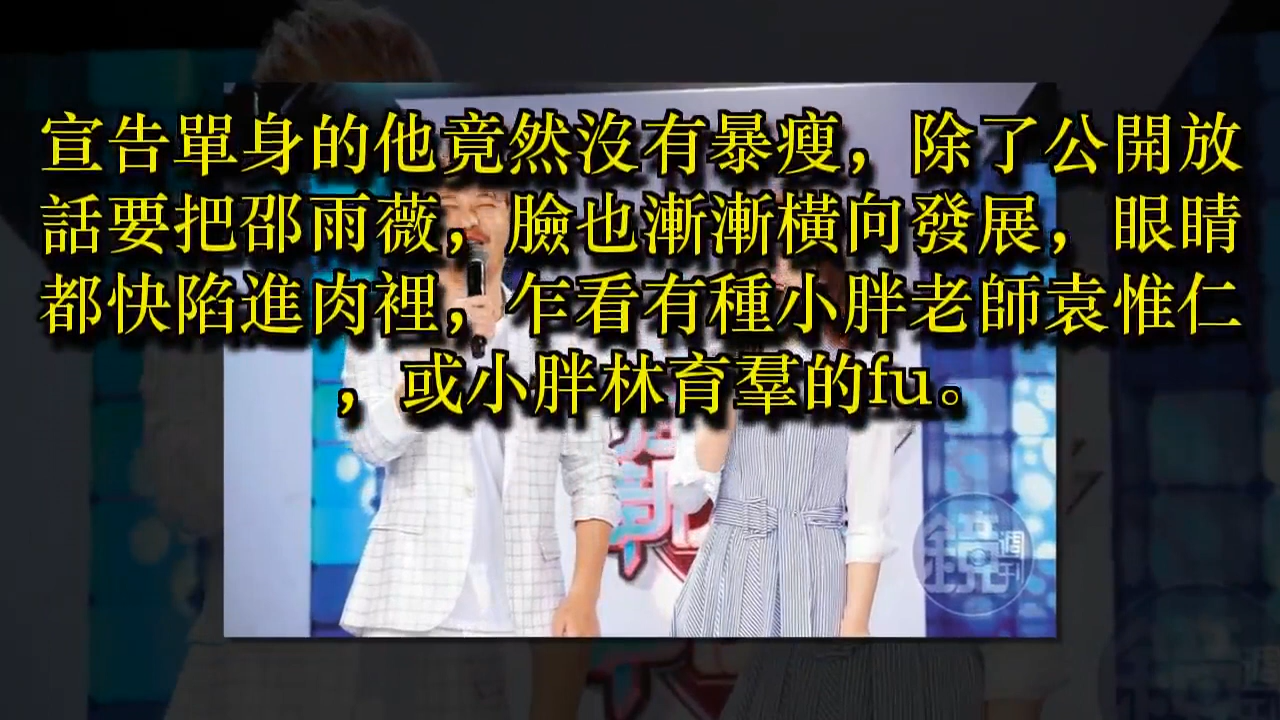 宣告單身的他竟然沒有暴瘦，除了公開放
話要把邵雨薇，臉也漸漸橫向發展，眼睛
都快陷進肉裡，乍看有種小胖老師袁惟仁
，或小胖林育羣的fu。
鏡週刊